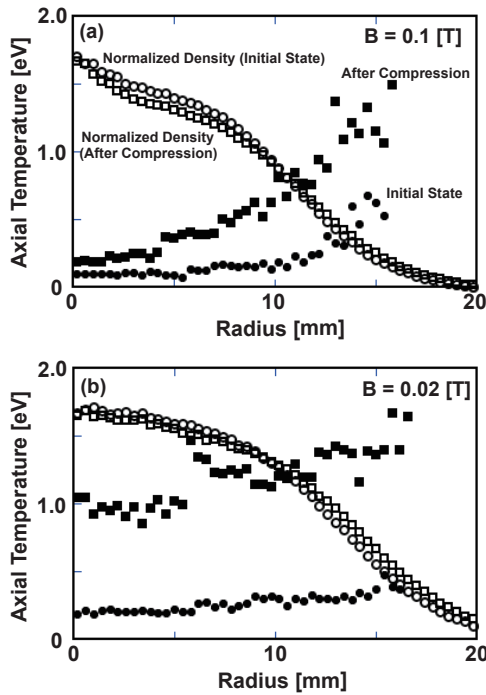 2.0
(a)
B = 0.1 [T]
Normalized Density (Initial State)
After Compression
Normalized Density
(After Compression)
1.0
Initial State
0
0
10
20
Axial Temperature [eV]
Radius [mm]
2.0
(b)
B = 0.02 [T]
1.0
0
0
10
20
Axial Temperature [eV]
Radius [mm]